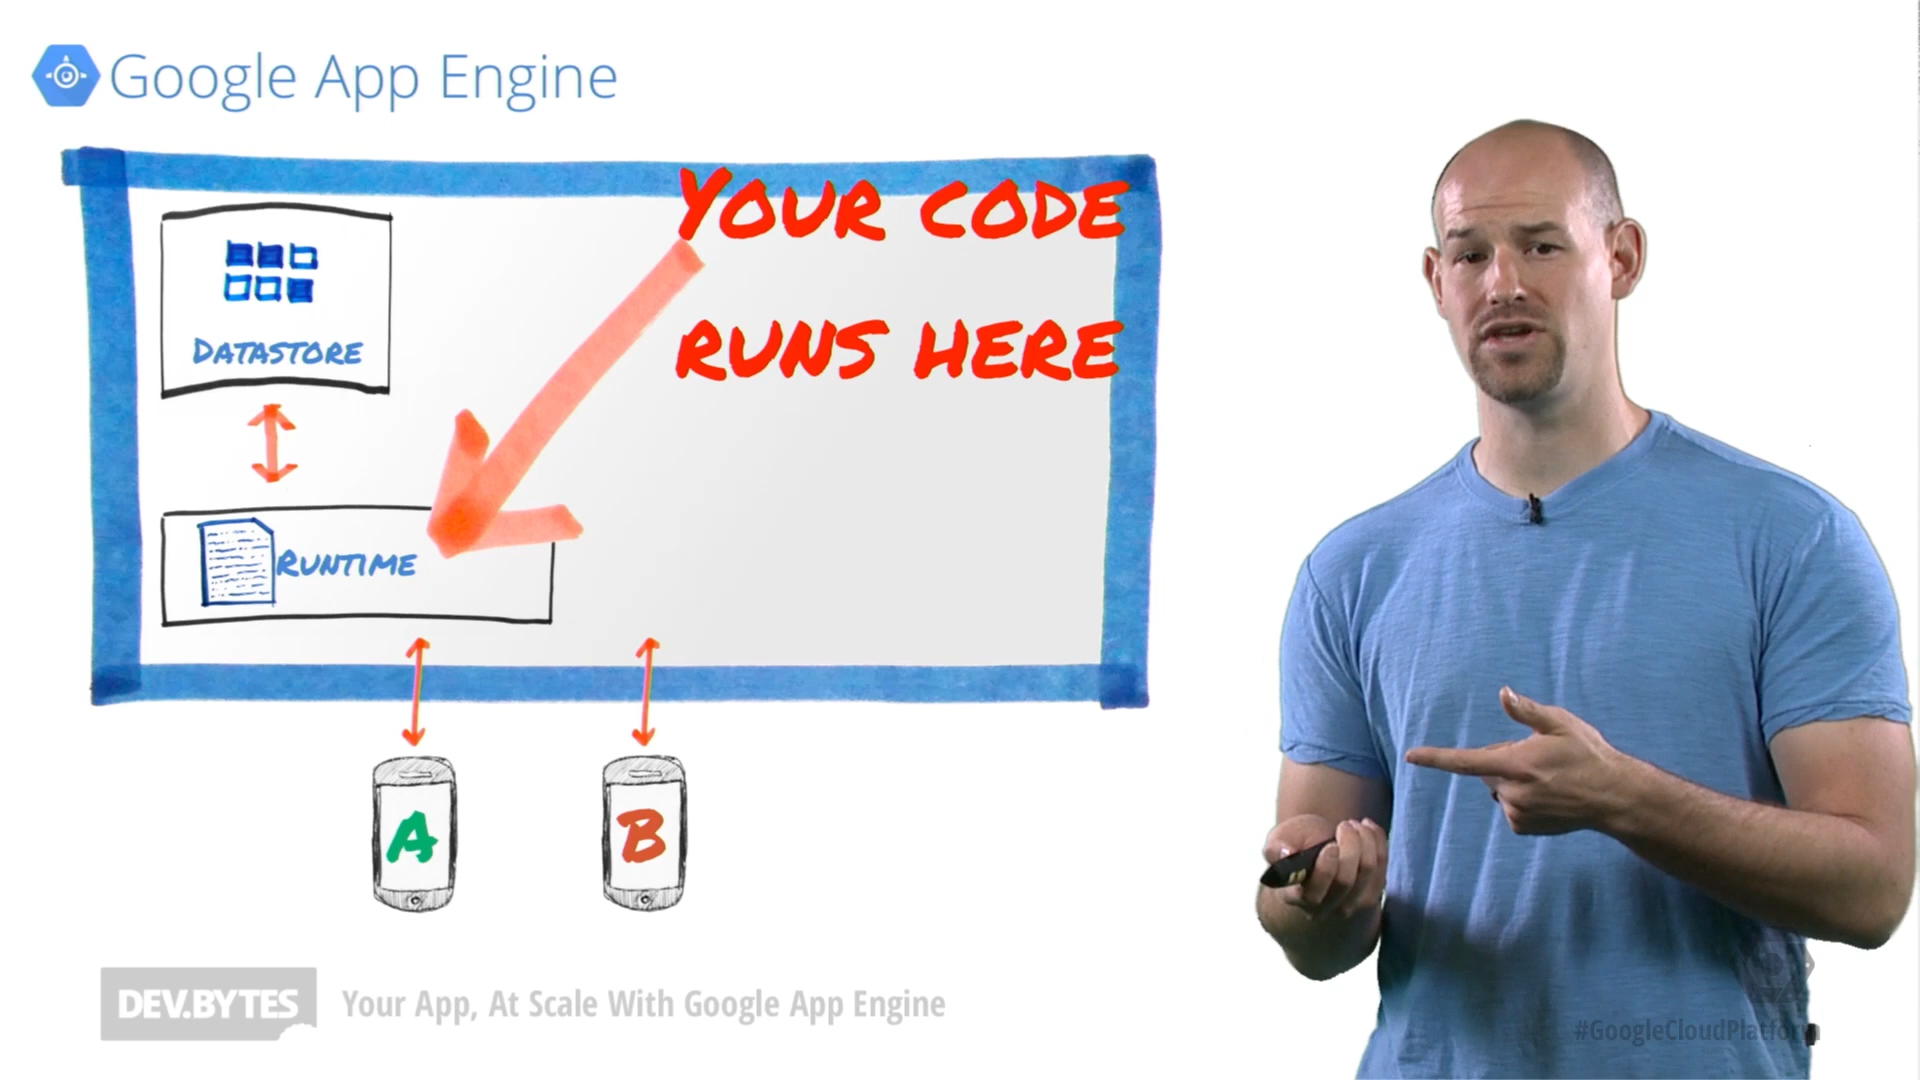 Google App Engine
YOUR CODE
RUNS HERE
DATASTORE
RUNTIME
A
B
DEV.BYTES
Your App, At Scale With Google App Engine
#GoogleCloudPlatform